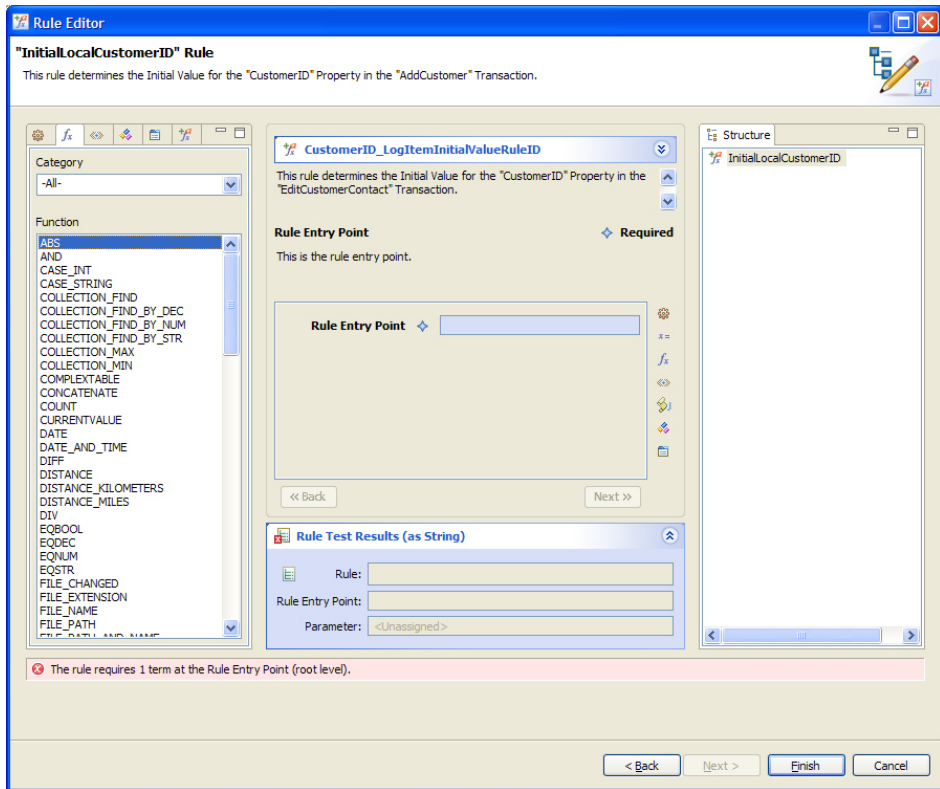 Rule Editor
"InitialLocalCustomerID" Rule
This rule determines the Initial Value for the "CustomerID" Property in the "AddCustomer" Transaction.
Category
-All-
Function
ABS
AND
CASE_INT
CASE_STRING
COLLECTION_FIND
COLLECTION_FIND_BY_DEC
COLLECTION_FIND_BY_NUM
COLLECTION_FIND_BY_STR
COLLECTION_MAX
COLLECTION_MIN
COMPLEXTABLE
CONCATENATE
COUNT
CURRENTVALUE
DATE
DATE_AND_TIME
DIFF
DISTANCE
DISTANCE_KILOMETERS
DISTANCE_MILES
DIV
EQBOOL
EQDEC
EQNUM
EQSTR
FILE_CHANGED
FILE_EXTENSION
FILE_NAME
FILE_PATH
FILE_PATH_AND_NAME
CustomerID_LogItemInitialValueRuleID
This rule determines the Initial Value for the "CustomerID" Property in the
"EditCustomerContact" Transaction.
Rule Entry Point Required
This is the rule entry point.
Rule Entry Point
<< Back Next >>
Rule Test Results (as String)
Rule:
Rule Entry Point:
Parameter: <Unassigned>
Structure
InitialLocalCustomerID
The rule requires 1 term at the Rule Entry Point (root level).
< Back Next > Finish Cancel